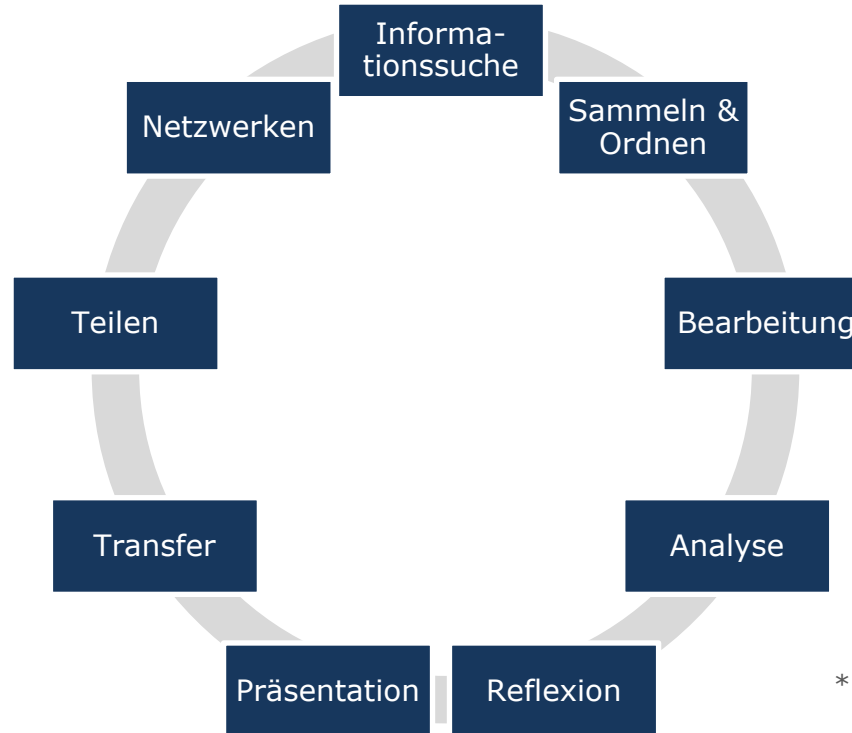 Informa-
tionssuche
Sammeln &
Ordnen
Bearbeitung
Analyse
Reflexion
Präsentation
Transfer
Teilen
Netzwerken
*